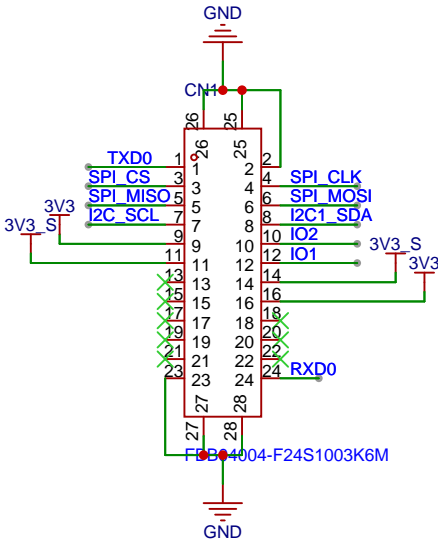 GND
CN1
26 25
26 25
TXD0 1 1 2 2
SPI_CS 3 3 4 4 SPI_CLK
SPI_MISO 5 5 6 6 SPI_MOSI
I2C_SCL 7 7 8 8 I2C1_SDA
3V3 9 9 10 10 IO2
3V3_S 11 11 12 12 IO1
13 13 14 14 3V3_S
15 15 16 16 3V3
17 17 18 18
19 19 20 20
21 21 22 22
23 23 24 24 RXD0
27 28
27 28
GND